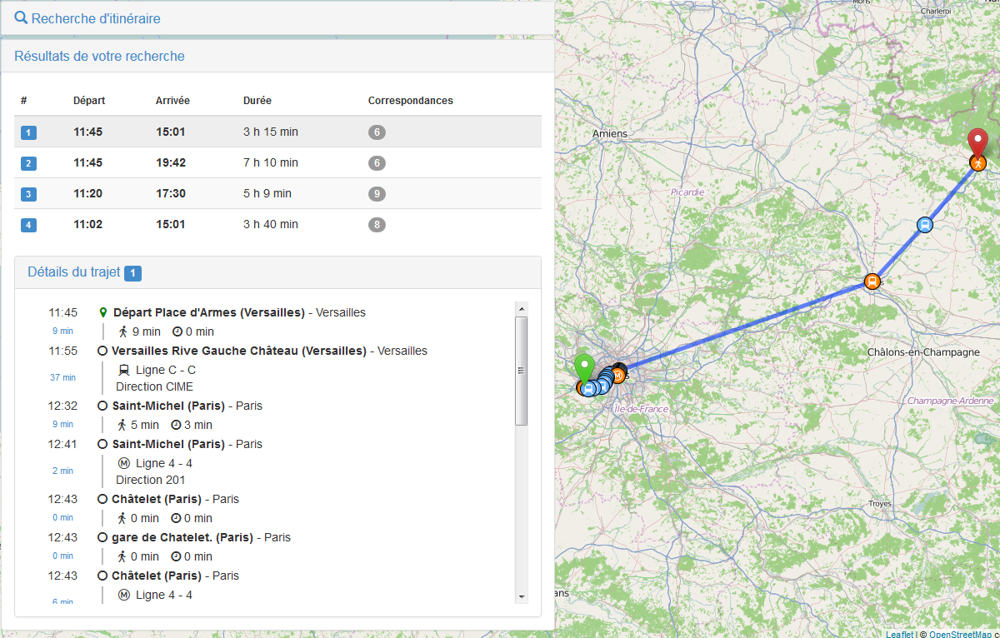 Recherche d'itinéraire
Résultats de votre recherche
# Départ Arrivée Durée Correspondances
1 11:45 15:01 3 h 15 min 6
2 11:45 19:42 7 h 10 min 6
3 11:20 17:30 5 h 9 min 9
4 11:02 15:01 3 h 40 min 8
Détails du trajet 1
11:45 Départ Place d'Armes (Versailles) - Versailles
9 min 9 min 0 min
11:55 Versailles Rive Gauche Château (Versailles) - Versailles
Ligne C - C
37 min
Direction CIME
12:32 Saint-Michel (Paris) - Paris
9 min 5 min 3 min
12:41 Saint-Michel (Paris) - Paris
M Ligne 4 - 4
2 min
Direction 201
12:43 Châtelet (Paris) - Paris
0 min 0 min 0 min
12:43 gare de Chatelet. (Paris) - Paris
0 min 0 min 0 min
12:43 Châtelet (Paris) - Paris
M Ligne 4 - 4
6 min
Mons
Charleroi
Amiens
Picardie
Châlons-en-Champagne
Champagne-Ardenne
Île-de-France
Troyes
ans
Leaflet | © OpenStreetMap c